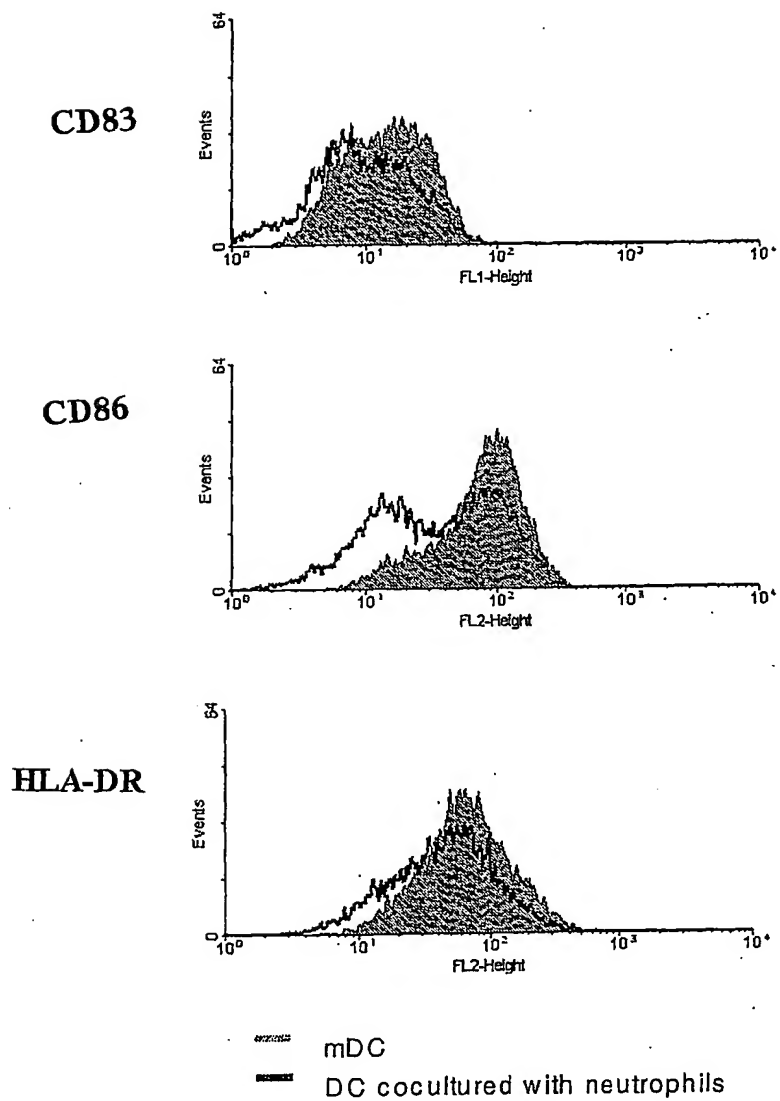 64
CD83
Events
0
10⁰ 10¹ 10² 10³ 10⁴
FL1-Height
64
CD86
Events
0
10⁰ 10¹ 10² 10³ 10⁴
FL2-Height
64
HLA-DR
Events
0
10⁰ 10¹ 10² 10³ 10⁴
FL2-Height
mDC
DC cocultured with neutrophils